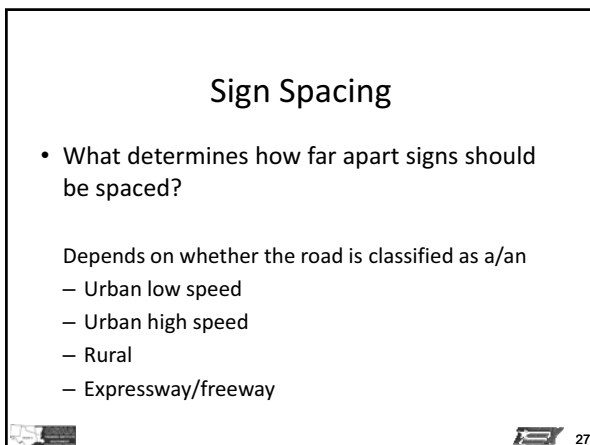 Sign Spacing
• What determines how far apart signs should
be spaced?
Depends on whether the road is classified as a/an
– Urban low speed
– Urban high speed
– Rural
– Expressway/freeway
27